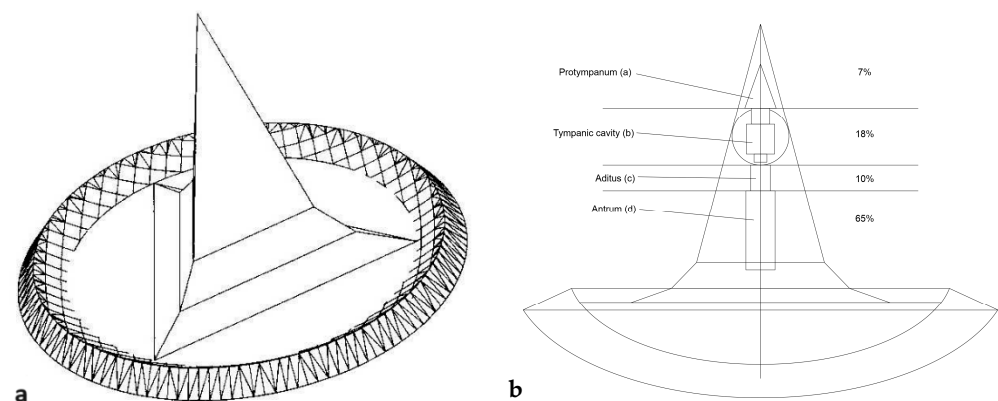 Protympanum (a)
7%
Tympanic cavity (b)
18%
Aditus (c)
10%
Antrum (d)
65%
a
b